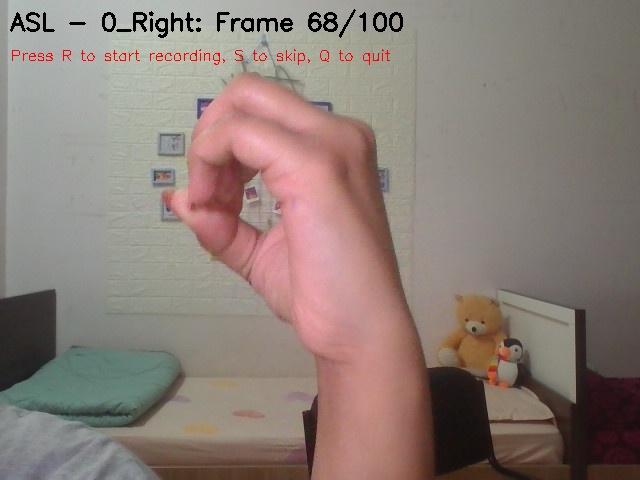 ASL - 0_Right: Frame 68/100
Press R to start recording, S to skip, Q to quit